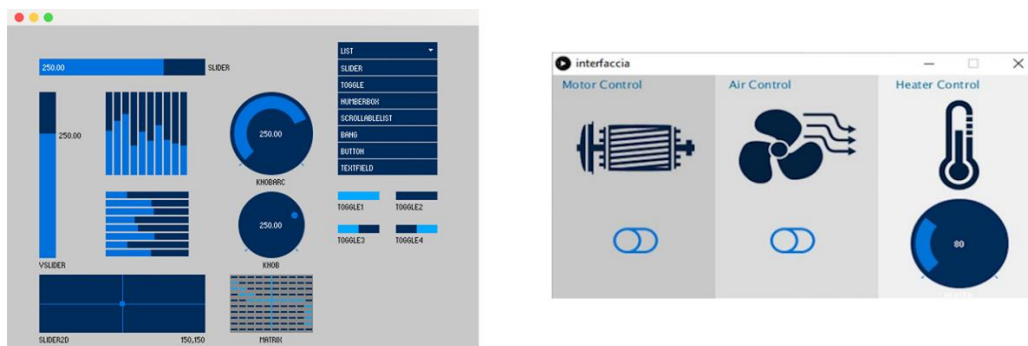 250.00
SLIDER
250.00
VSLIDER
250.00
KNOBARC
250.00
KNOB
LIST
SLIDER
TOGGLE
NUMBERBOX
SCROLLABLELIST
BANG
BUTTON
TEXTFIELD
TOGGLE1 TOGGLE2
TOGGLE3 TOGGLE4
SLIDER2D 150,150
MATRIX
interfaccia
Motor Control Air Control Heater Control
80